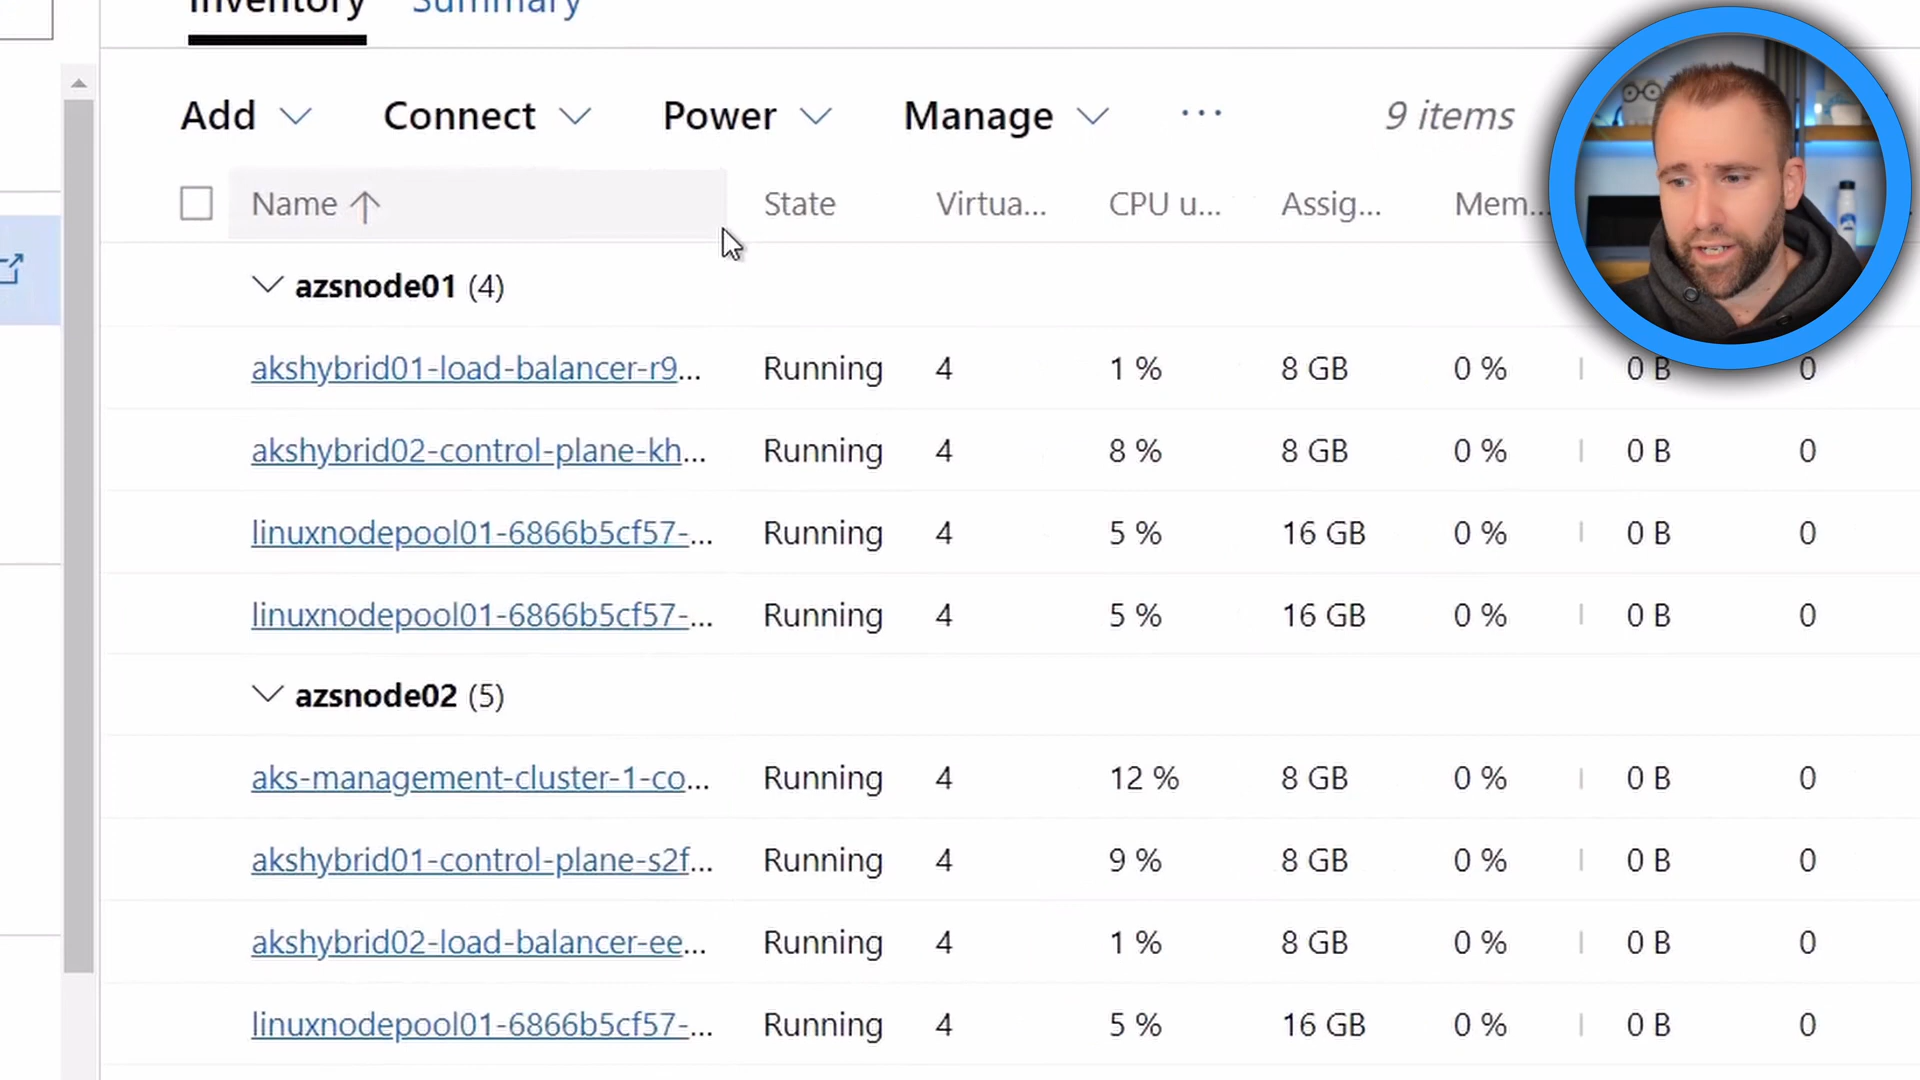 Inventory Summary
Add Connect Power Manage ... 9 items
Name State Virtua... CPU u... Assig... Mem...
azsnode01 (4)
akshybrid01-load-balancer-r9... Running 4 1 % 8 GB 0 % 0 B 0
akshybrid02-control-plane-kh... Running 4 8 % 8 GB 0 % 0 B 0
linuxnodepool01-6866b5cf57-... Running 4 5 % 16 GB 0 % 0 B 0
linuxnodepool01-6866b5cf57-... Running 4 5 % 16 GB 0 % 0 B 0
azsnode02 (5)
aks-management-cluster-1-co... Running 4 12 % 8 GB 0 % 0 B 0
akshybrid01-control-plane-s2f... Running 4 9 % 8 GB 0 % 0 B 0
akshybrid02-load-balancer-ee... Running 4 1 % 8 GB 0 % 0 B 0
linuxnodepool01-6866b5cf57-... Running 4 5 % 16 GB 0 % 0 B 0